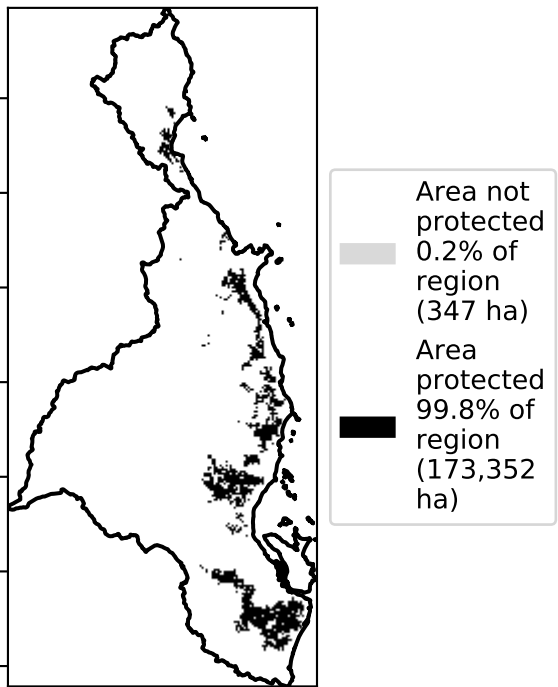 Area not
protected
0.2% of
region
(347 ha)
Area
protected
99.8% of
region
(173,352
ha)